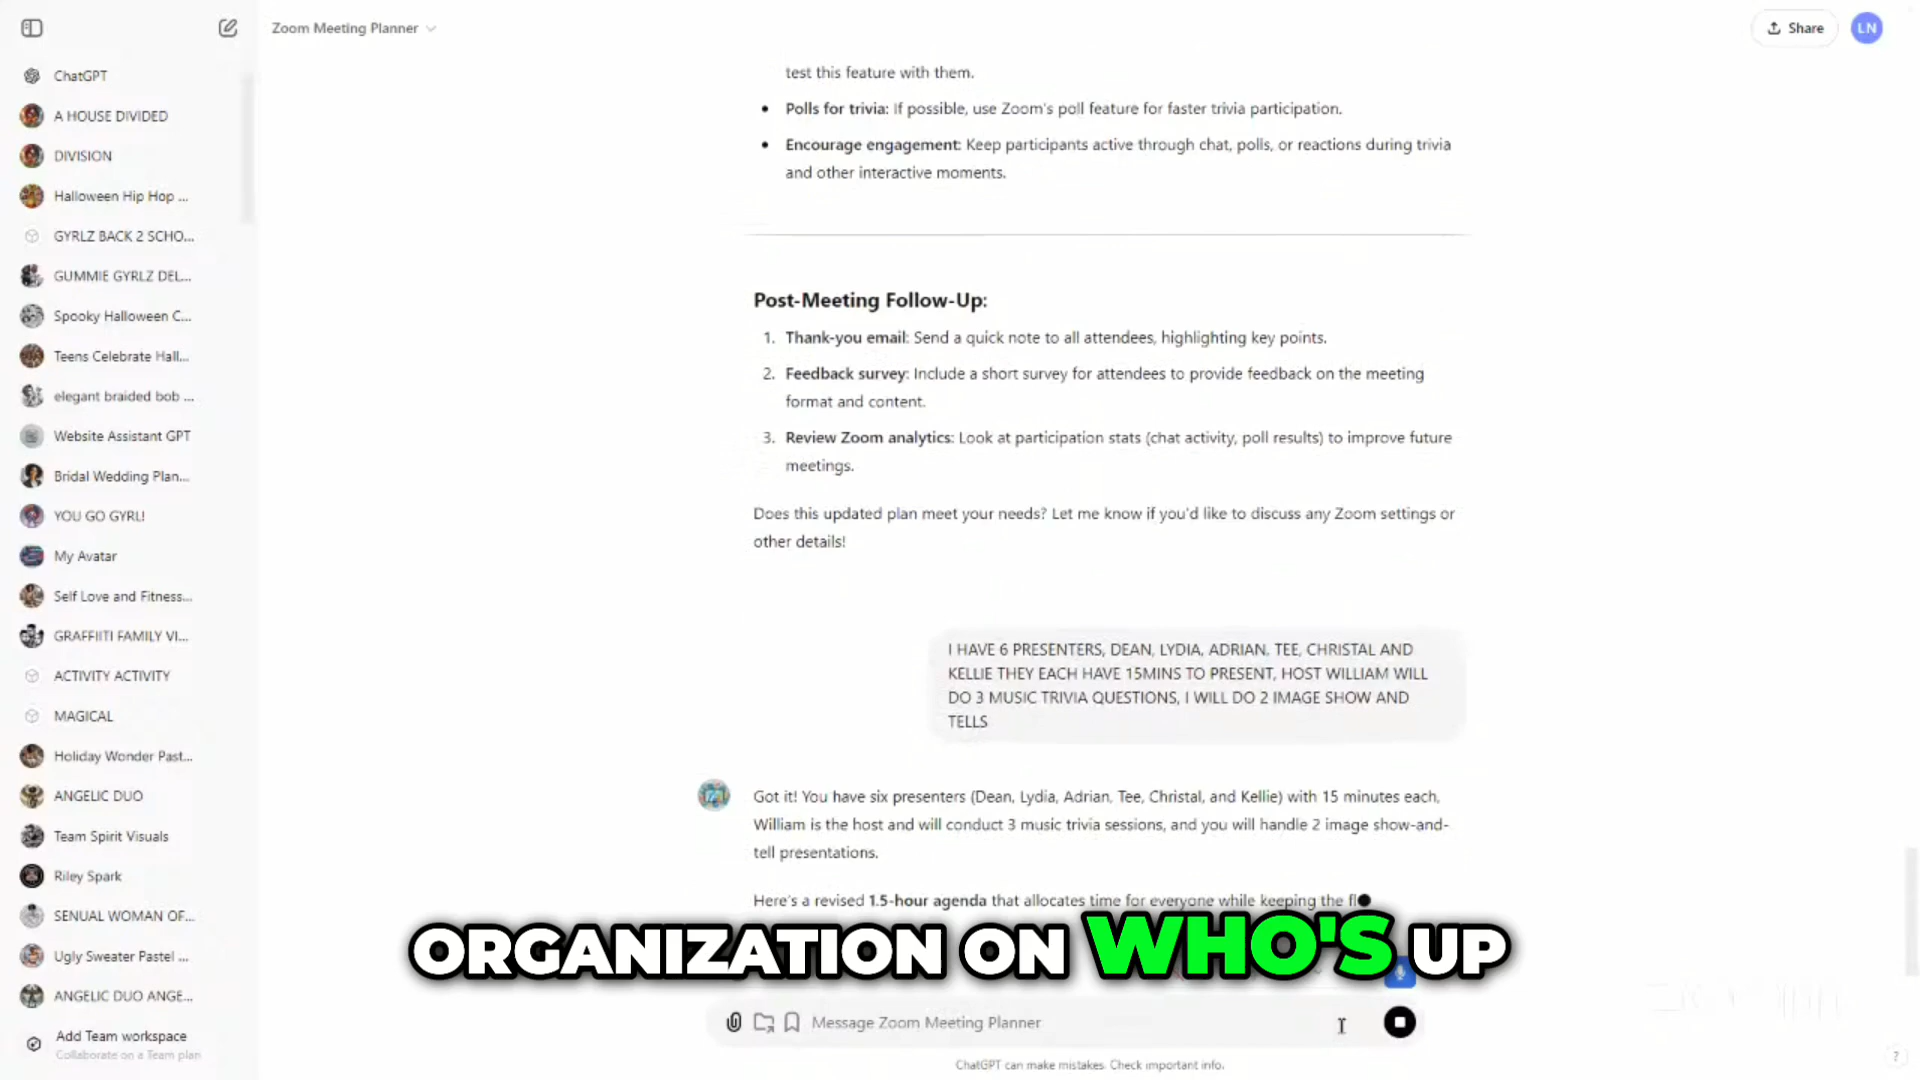 Zoom Meeting Planner
Share
LN
ChatGPT
A HOUSE DIVIDED
DIVISION
Halloween Hip Hop ...
GYRLZ BACK 2 SCHO...
GUMMIE GYRLZ DEL...
Spooky Halloween C...
Teens Celebrate Hall...
elegant braided bob ...
Website Assistant GPT
Bridal Wedding Plan...
YOU GO GYRL!
My Avatar
Self Love and Fitness...
GRAFFIITI FAMILY VI...
ACTIVITY ACTIVITY
MAGICAL
Holiday Wonder Past...
ANGELIC DUO
Team Spirit Visuals
Riley Spark
SENUAL WOMAN OF...
Ugly Sweater Pastel ...
ANGELIC DUO ANGE...
Add Team workspace
Collaborate on a Team plan
test this feature with them.
• Polls for trivia: If possible, use Zoom's poll feature for faster trivia participation.
• Encourage engagement: Keep participants active through chat, polls, or reactions during trivia
and other interactive moments.
Post-Meeting Follow-Up:
1. Thank-you email: Send a quick note to all attendees, highlighting key points.
2. Feedback survey: Include a short survey for attendees to provide feedback on the meeting
format and content.
3. Review Zoom analytics: Look at participation stats (chat activity, poll results) to improve future
meetings.
Does this updated plan meet your needs? Let me know if you'd like to discuss any Zoom settings or
other details!
I HAVE 6 PRESENTERS, DEAN, LYDIA, ADRIAN. TEE, CHRISTAL AND
KELLIE THEY EACH HAVE 15MINS TO PRESENT, HOST WILLIAM WILL
DO 3 MUSIC TRIVIA QUESTIONS, I WILL DO 2 IMAGE SHOW AND
TELLS
Got it! You have six presenters (Dean, Lydia, Adrian, Tee, Christal, and Kellie) with 15 minutes each,
William is the host and will conduct 3 music trivia sessions, and you will handle 2 image show-and-
tell presentations.
Here's a revised 1.5-hour agenda that allocates time for everyone while keeping the fl
ORGANIZATION ON WHO'S UP
Message Zoom Meeting Planner
ChatGPT can make mistakes. Check important info.
?